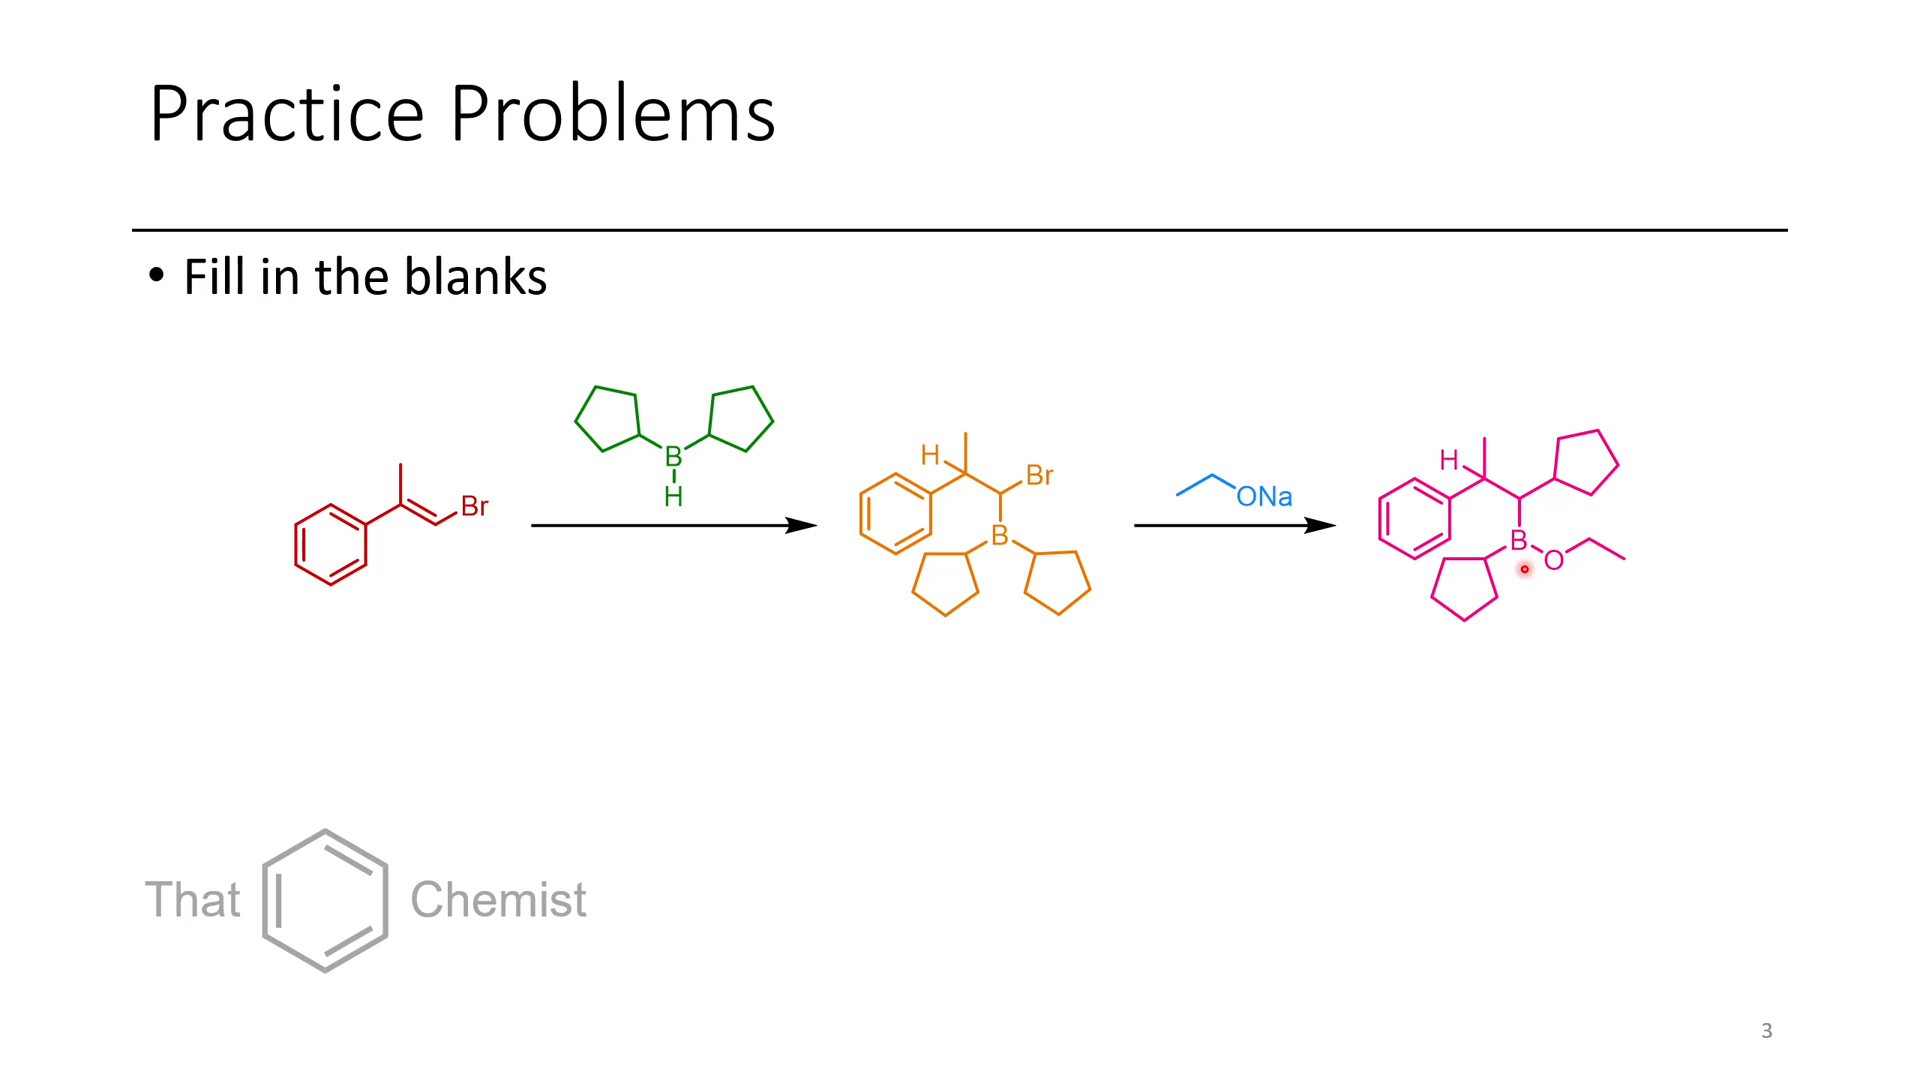 Practice Problems
• Fill in the blanks
Br
B
H
H
Br
B
ONa
H
B
O
That Chemist
3